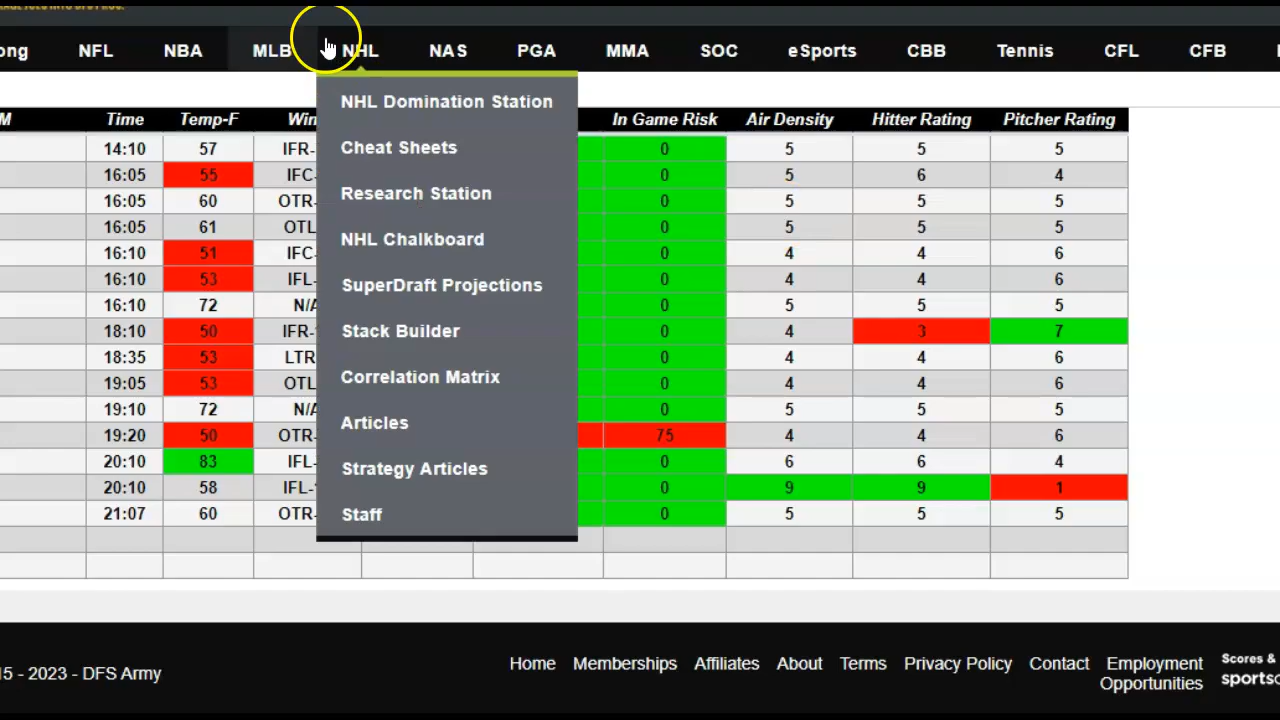 ong NFL NBA MLB NHL NAS PGA MMA SOC eSports CBB Tennis CFL CFB
NHL Domination Station
Cheat Sheets
Research Station
NHL Chalkboard
SuperDraft Projections
Stack Builder
Correlation Matrix
Articles
Strategy Articles
Staff
M Time Temp-F Win In Game Risk Air Density Hitter Rating Pitcher Rating
14:10 57 IFR- 0 5 5 5
16:05 55 IFC- 0 5 6 4
16:05 60 OTR- 0 5 5 5
16:05 61 OTL 0 5 5 5
16:10 51 IFC- 0 4 4 6
16:10 53 IFL- 0 4 4 6
16:10 72 N/A 0 5 5 5
18:10 50 IFR-1 0 4 3 7
18:35 53 LTR 0 4 4 6
19:05 53 OTL 0 4 4 6
19:10 72 N/A 0 5 5 5
19:20 50 OTR- 75 4 4 6
20:10 83 IFL- 0 6 6 4
20:10 58 IFL-1 0 9 9 1
21:07 60 OTR- 0 5 5 5
15 - 2023 - DFS Army
Home Memberships Affiliates About Terms Privacy Policy Contact Employment Opportunities
Scores &
sportsc